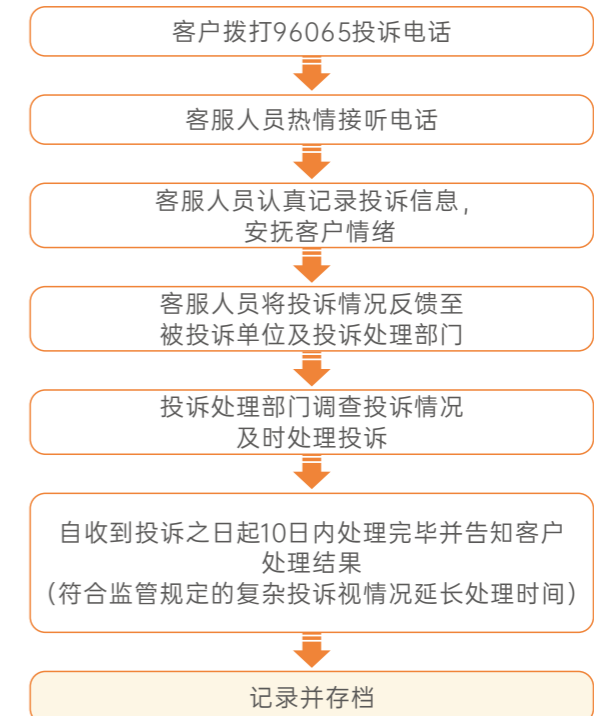 客户拨打96065投诉电话
客服人员热情接听电话
客服人员认真记录投诉信息，
安抚客户情绪
客服人员将投诉情况反馈至
被投诉单位及投诉处理部门
投诉处理部门调查投诉情况
及时处理投诉
自收到投诉之日起10日内处理完毕并告知客户
处理结果
（符合监管规定的复杂投诉视情况延长处理时间）
记录并存档